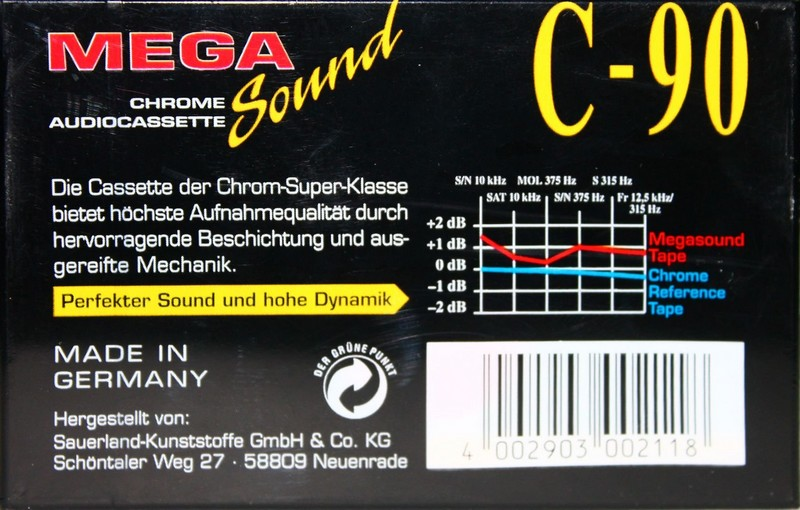 MEGA
Sound
C-90
CHROME
AUDIOCASSETTE
Die Cassette der Chrom-Super-Klasse
bietet höchste Aufnahmequalität durch
hervorragende Beschichtung und aus-
gereifte Mechanik.
Perfekter Sound und hohe Dynamik
S/N 10 kHz MOL 375 Hz S 315 Hz
SAT 10 kHz S/N 375 Hz Fr 12,5 kHz/
315 Hz
+2 dB
+1 dB
0 dB
-1 dB
-2 dB
Megasound
Tape
Chrome
Reference
Tape
MADE IN
GERMANY
DER GRÜNE PUNKT
Hergestellt von:
Sauerland-Kunststoffe GmbH & Co. KG
Schöntaler Weg 27 · 58809 Neuenrade
4 002903 002118